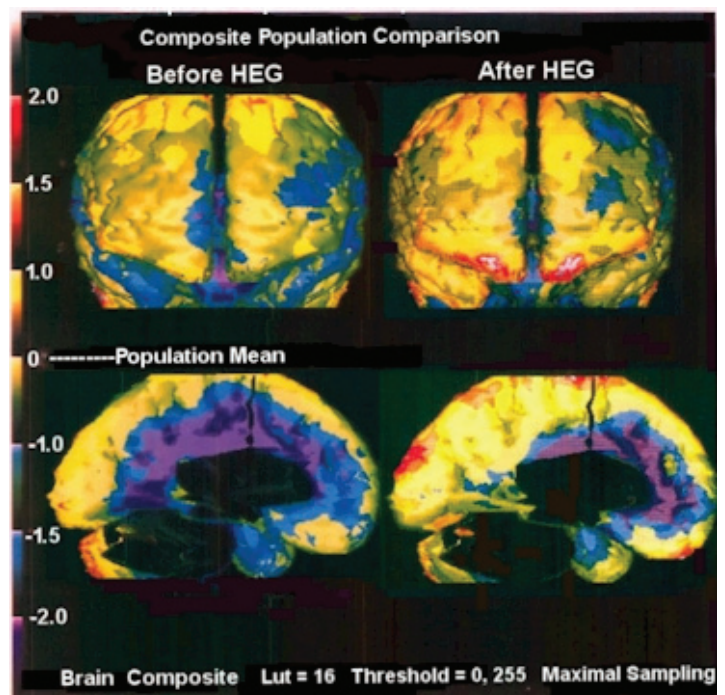 Composite Population Comparison
Before HEG After HEG
2.0
1.5
1.0
0 ---------Population Mean
-1.0
-1.5
-2.0
Brain Composite Lut = 16 Threshold = 0, 255 Maximal Sampling